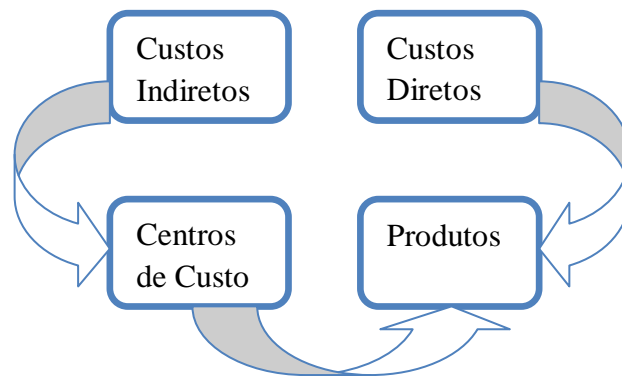 Custos
Indiretos
Custos
Diretos
Centros
de Custo
Produtos